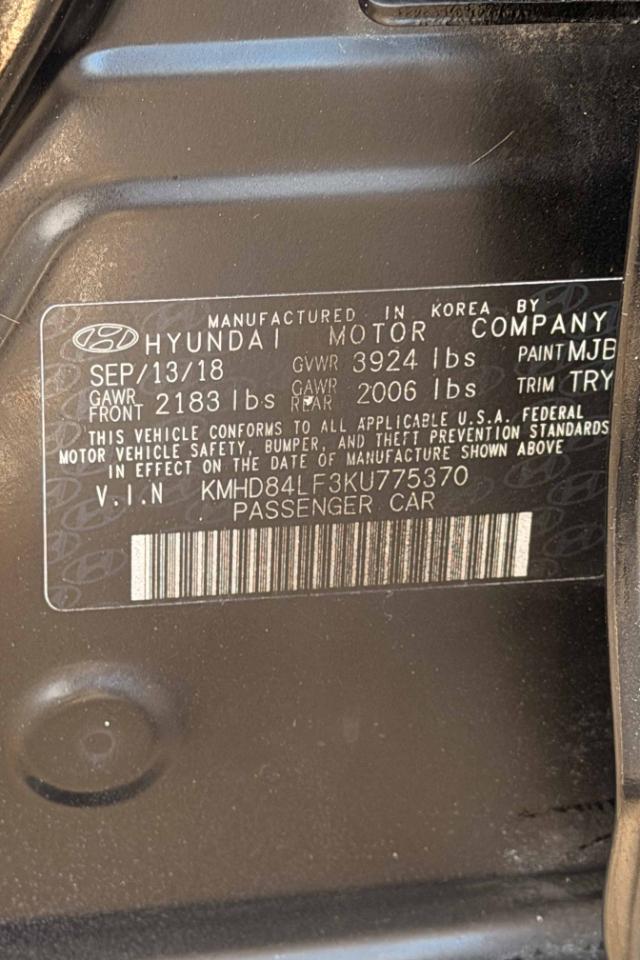 MANUFACTURED IN KOREA BY
HYUNDAI MOTOR COMPANY
SEP/13/18 GVWR 3924 lbs PAINT MJB
GAWR FRONT 2183 lbs GAWR REAR 2006 lbs TRIM TRY
THIS VEHICLE CONFORMS TO ALL APPLICABLE U.S.A. FEDERAL
MOTOR VEHICLE SAFETY, BUMPER, AND THEFT PREVENTION STANDARDS
IN EFFECT ON THE DATE OF MANUFACTURE SHOWN ABOVE
V.I.N KMHD84LF3KU775370
PASSENGER CAR